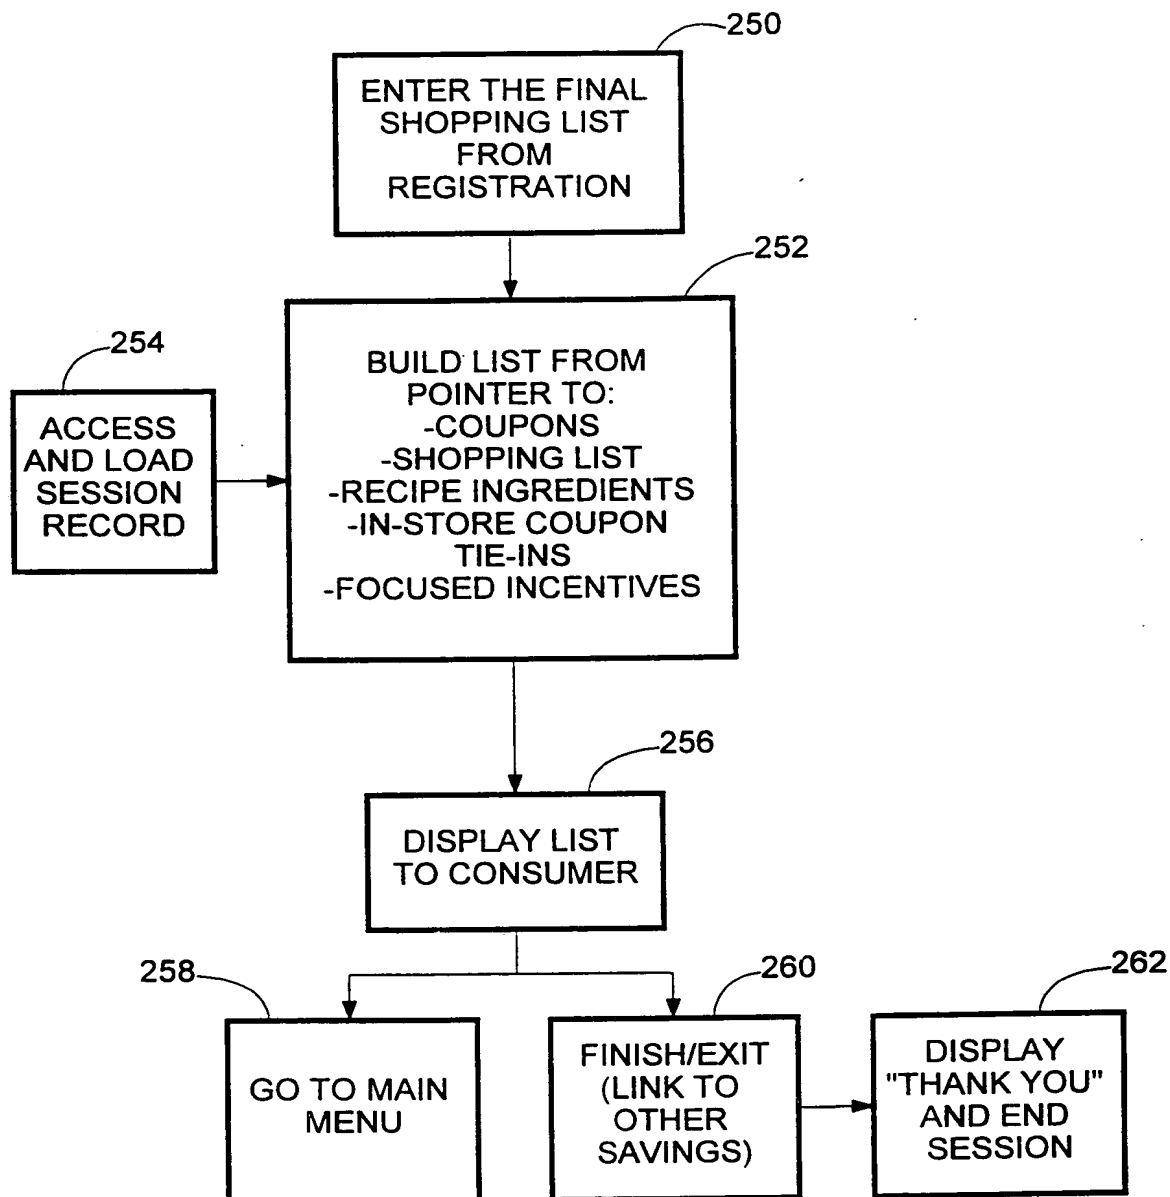 250
ENTER THE FINAL
SHOPPING LIST
FROM
REGISTRATION
252
BUILD LIST FROM
POINTER TO:
-COUPONS
-SHOPPING LIST
-RECIPE INGREDIENTS
-IN-STORE COUPON
TIE-INS
-FOCUSED INCENTIVES
254
ACCESS
AND LOAD
SESSION
RECORD
256
DISPLAY LIST
TO CONSUMER
258
GO TO MAIN
MENU
260
FINISH/EXIT
(LINK TO
OTHER
SAVINGS)
262
DISPLAY
"THANK YOU"
AND END
SESSION